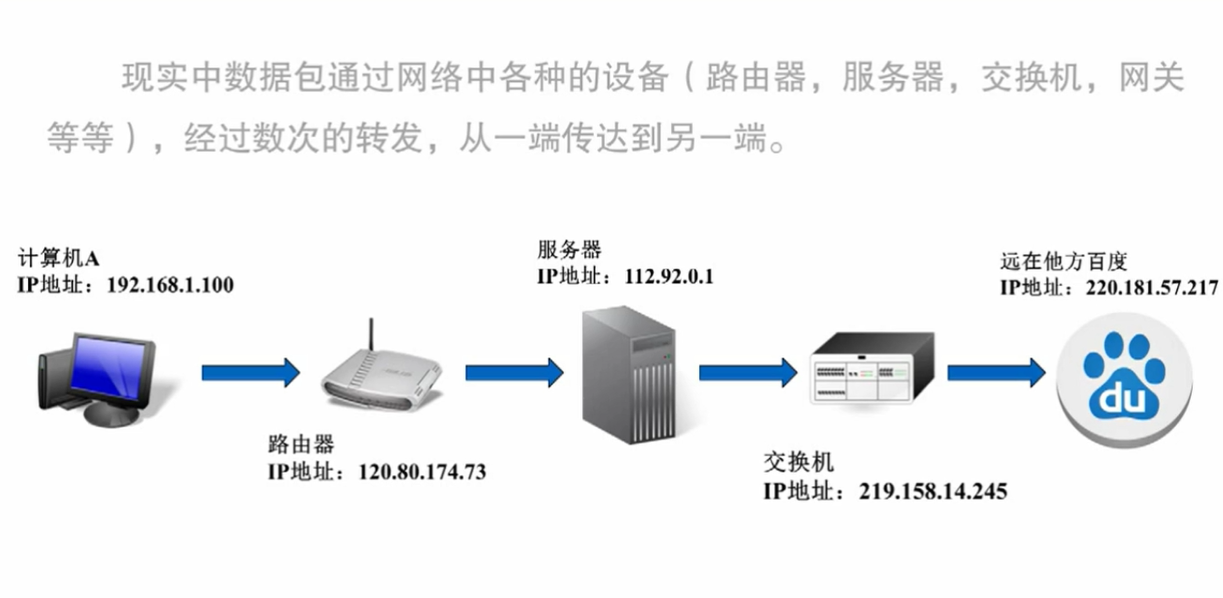 现实中数据包通过网络中各种的设备（路由器，服务器，交换机，网关
等等），经过数次的转发，从一端传达到另一端。
计算机A
IP地址：192.168.1.100
路由器
IP地址：120.80.174.73
服务器
IP地址：112.92.0.1
交换机
IP地址：219.158.14.245
远在他方百度
IP地址：220.181.57.217
du